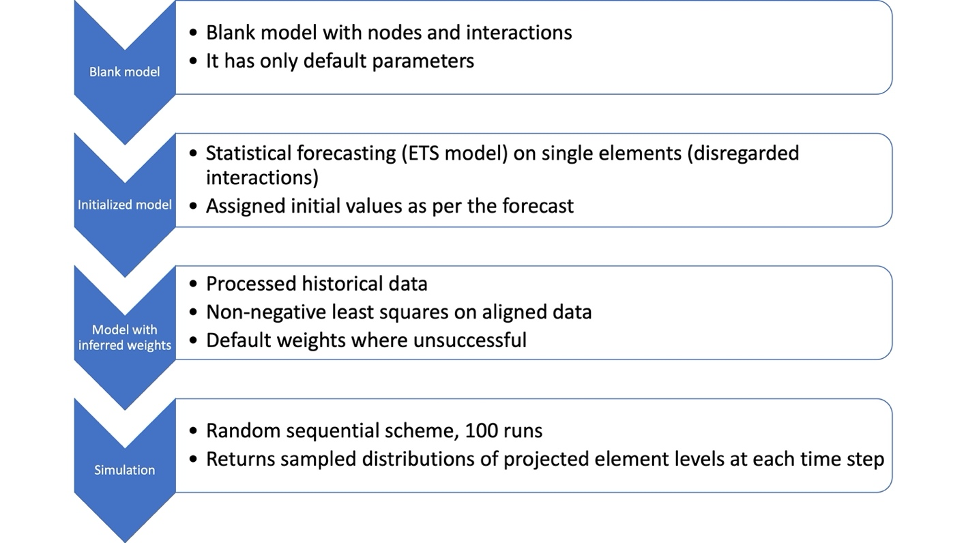 Blank model
• Blank model with nodes and interactions
• It has only default parameters
Initialized model
• Statistical forecasting (ETS model) on single elements (disregarded
interactions)
• Assigned initial values as per the forecast
Model with
inferred weights
• Processed historical data
• Non-negative least squares on aligned data
• Default weights where unsuccessful
Simulation
• Random sequential scheme, 100 runs
• Returns sampled distributions of projected element levels at each time step